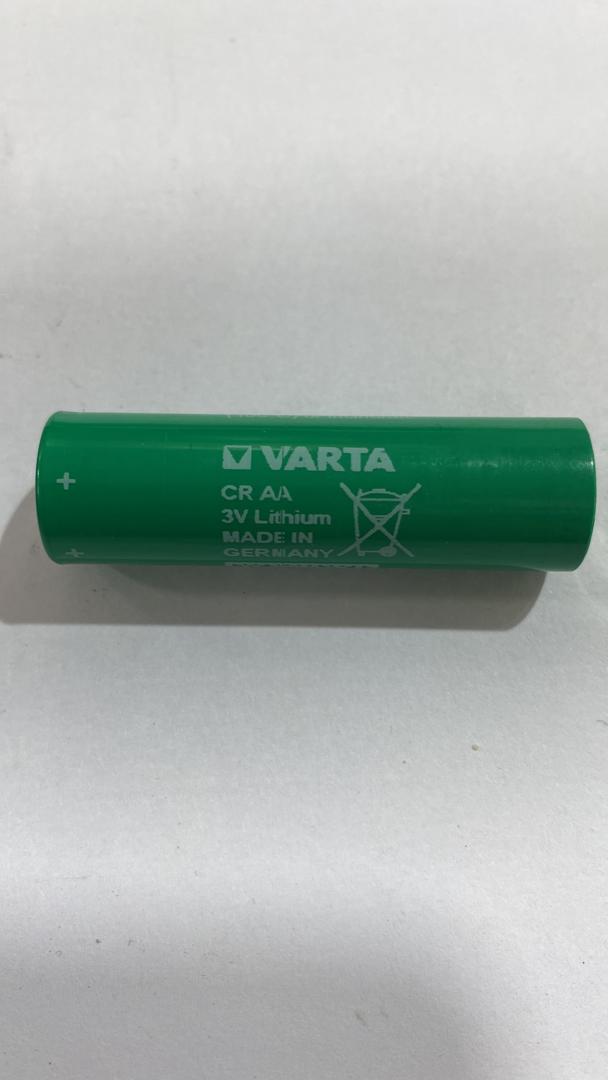 +
VARTA
CR AA
3V Lithium
MADE IN
GERMANY
+